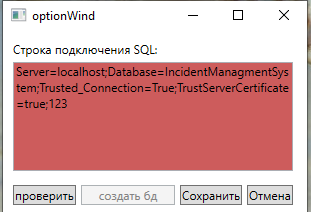 optionWind
Строка подключения SQL:
Server=localhost;Database=IncidentManagmentSys
tem;Trusted_Connection=True;TrustServerCertificate
=true;123
проверить создать бд Сохранить Отмена